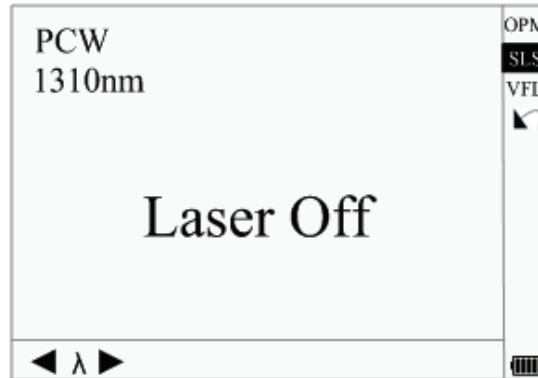 PCW
1310nm
Laser Off
◀ λ ▶
OPM
SLS
VFL